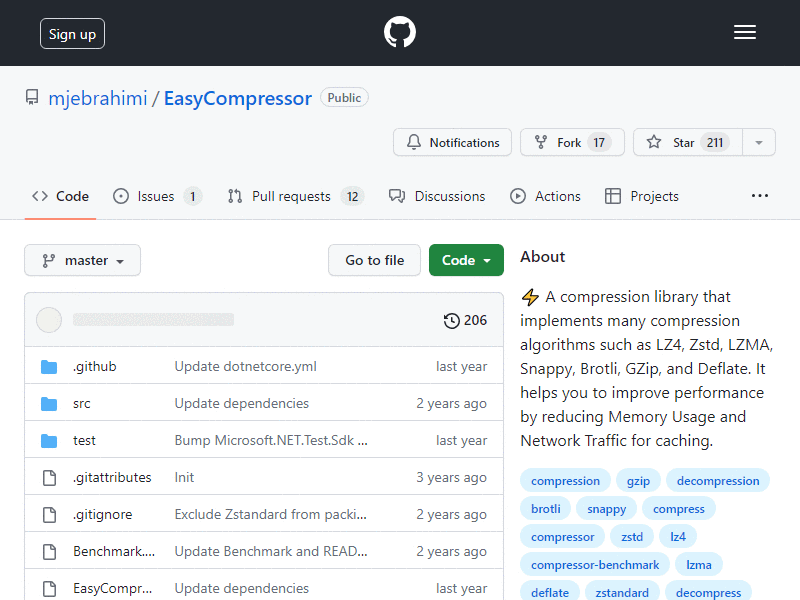 Sign up
mjebrahimi / EasyCompressor Public
Notifications Fork 17 Star 211
Code Issues 1 Pull requests 12 Discussions Actions Projects
master Go to file Code
206
.github Update dotnetcore.yml last year
src Update dependencies 2 years ago
test Bump Microsoft.NET.Test.Sdk ... last year
.gitattributes Init 3 years ago
.gitignore Exclude Zstandard from packi... 2 years ago
Benchmark.... Update Benchmark and READ... 2 years ago
EasyCompr... Update dependencies last year
About
⚡ A compression library that
implements many compression
algorithms such as LZ4, Zstd, LZMA,
Snappy, Brotli, GZip, and Deflate. It
helps you to improve performance
by reducing Memory Usage and
Network Traffic for caching.
compression gzip decompression
brotli snappy compress
compressor zstd lz4
compressor-benchmark lzma
deflate zstandard decompress